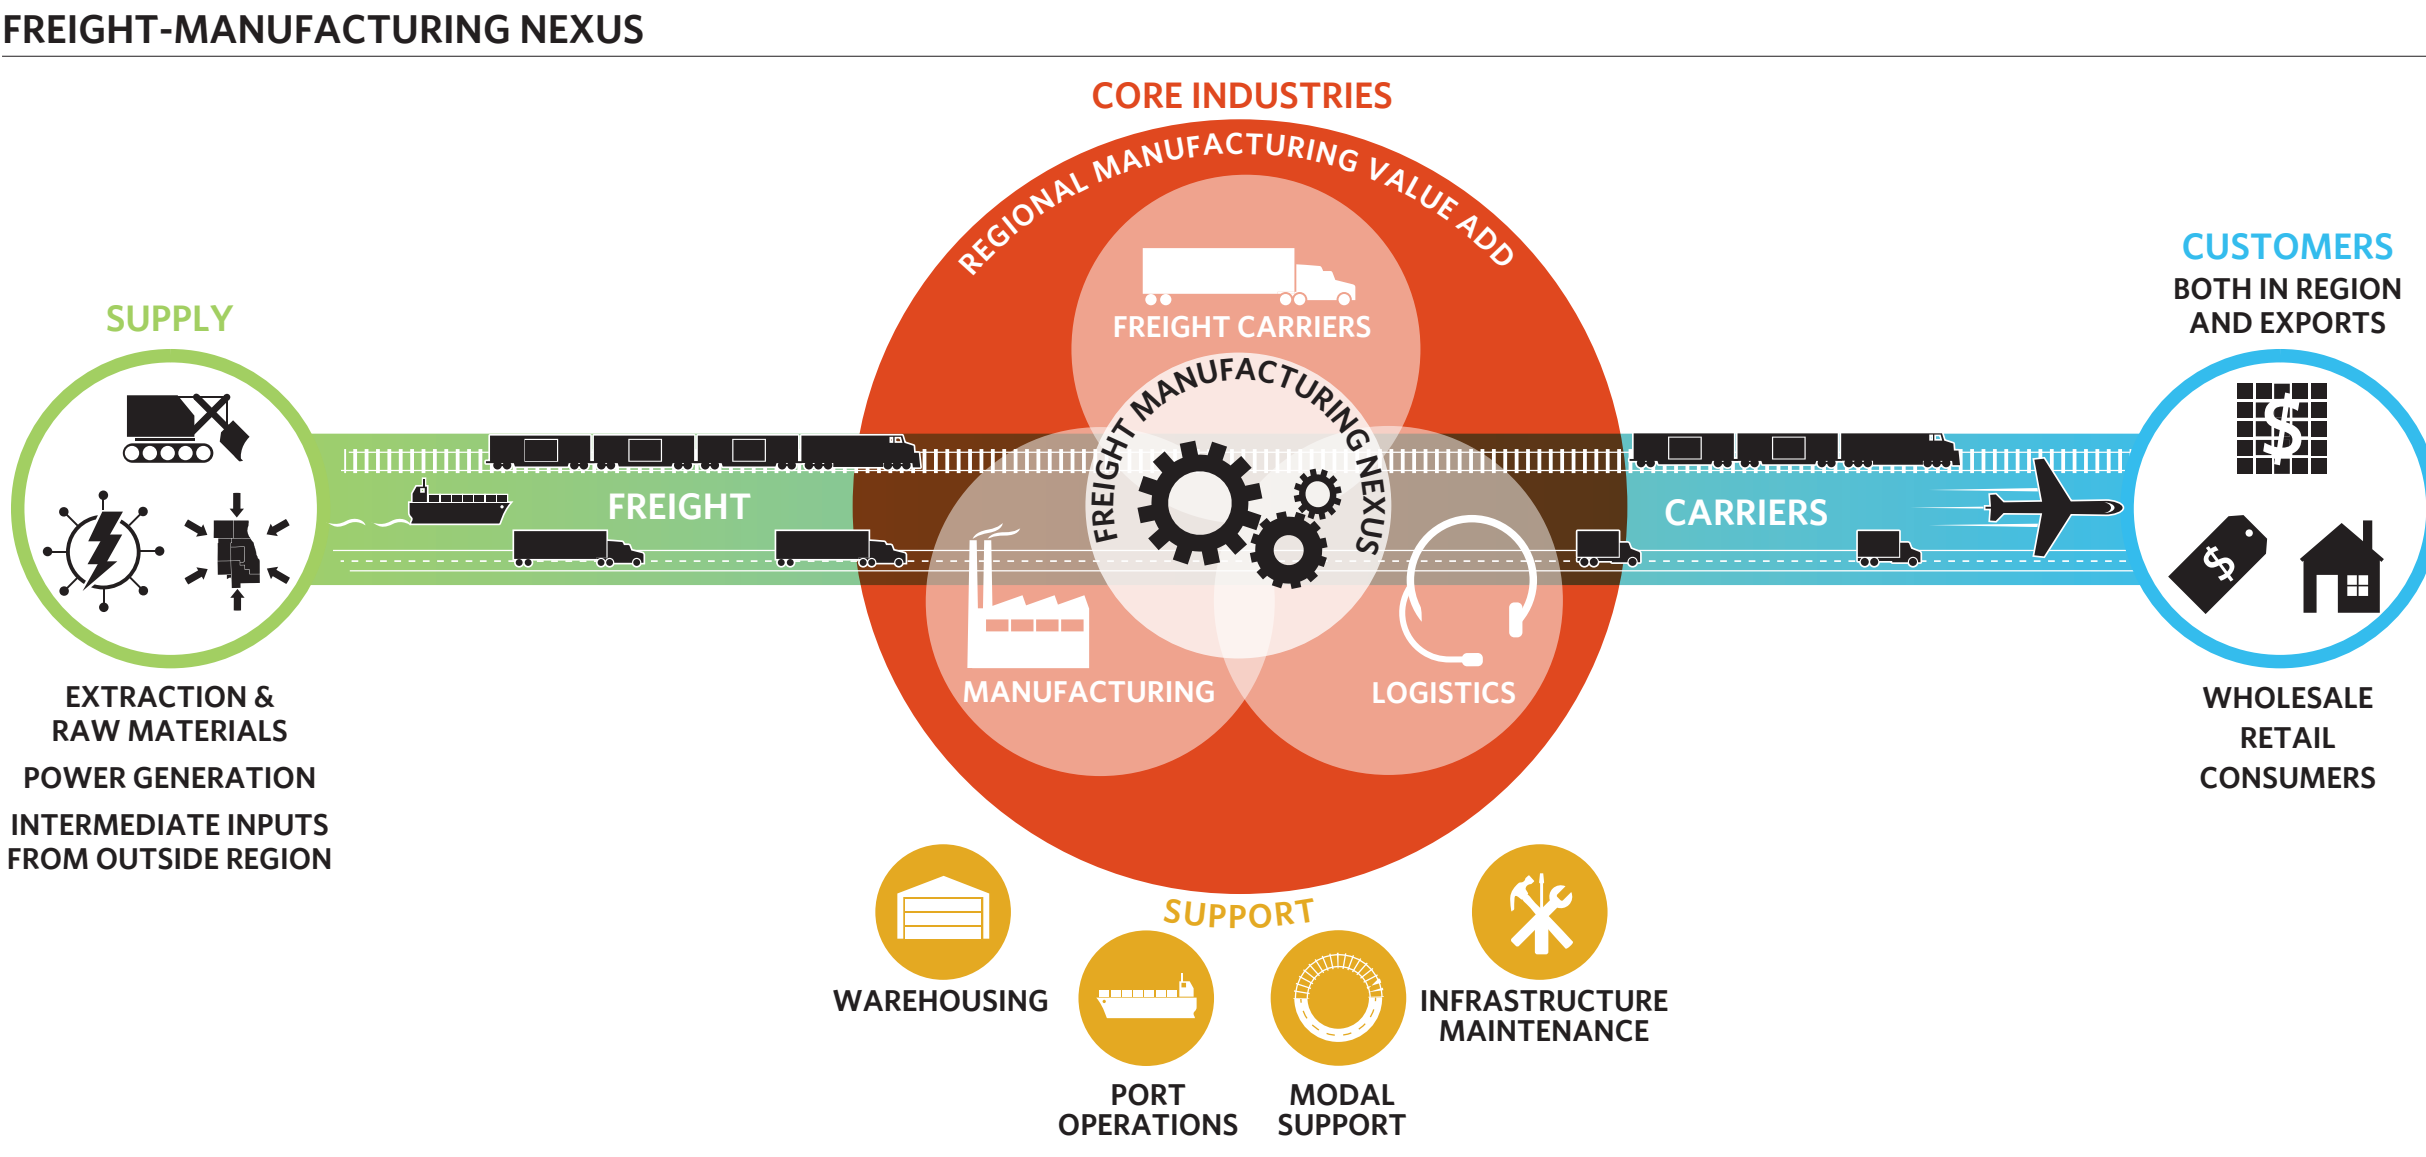 FREIGHT-MANUFACTURING NEXUS
CORE INDUSTRIES
REGIONAL MANUFACTURING VALUE ADD
FREIGHT CARRIERS
FREIGHT MANUFACTURING NEXUS
MANUFACTURING
LOGISTICS
SUPPLY
EXTRACTION &
RAW MATERIALS
POWER GENERATION
INTERMEDIATE INPUTS
FROM OUTSIDE REGION
FREIGHT
CARRIERS
CUSTOMERS
BOTH IN REGION
AND EXPORTS
$
$
WHOLESALE
RETAIL
CONSUMERS
SUPPORT
WAREHOUSING
PORT
OPERATIONS
MODAL
SUPPORT
INFRASTRUCTURE
MAINTENANCE